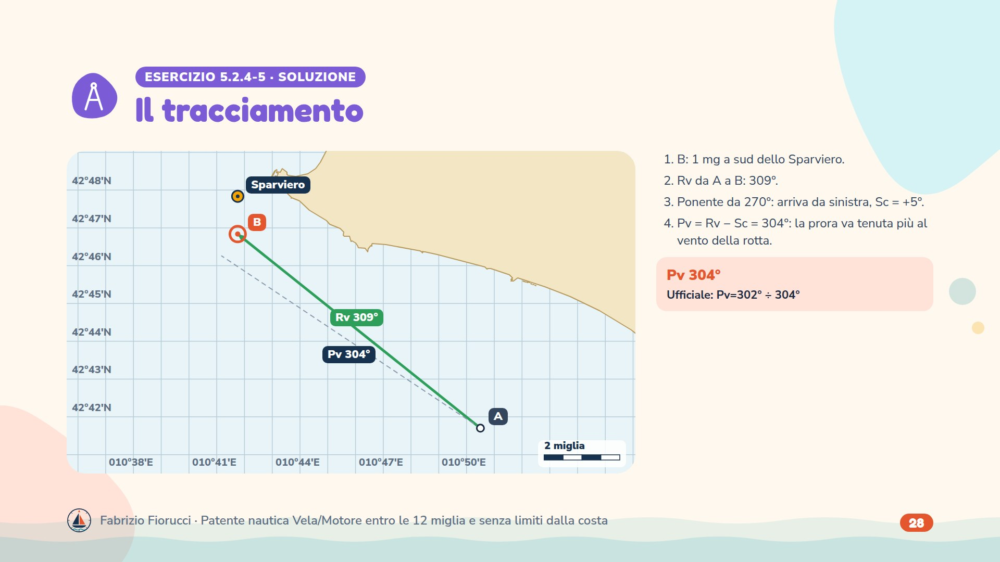 ESERCIZIO 5.2.4-5 · SOLUZIONE
Il tracciamento
42°48'N
42°47'N
42°46'N
42°45'N
42°44'N
42°43'N
42°42'N
Sparviero
B
Rv 309°
Pv 304°
A
2 miglia
010°38'E
010°41'E
010°44'E
010°47'E
010°50'E
1. B: 1 mg a sud dello Sparviero.
2. Rv da A a B: 309°.
3. Ponente da 270°: arriva da sinistra, Sc = +5°.
4. Pv = Rv − Sc = 304°: la prora va tenuta più al
vento della rotta.
Pv 304°
Ufficiale: Pv=302° ÷ 304°
Fabrizio Fiorucci · Patente nautica Vela/Motore entro le 12 miglia e senza limiti dalla costa
28